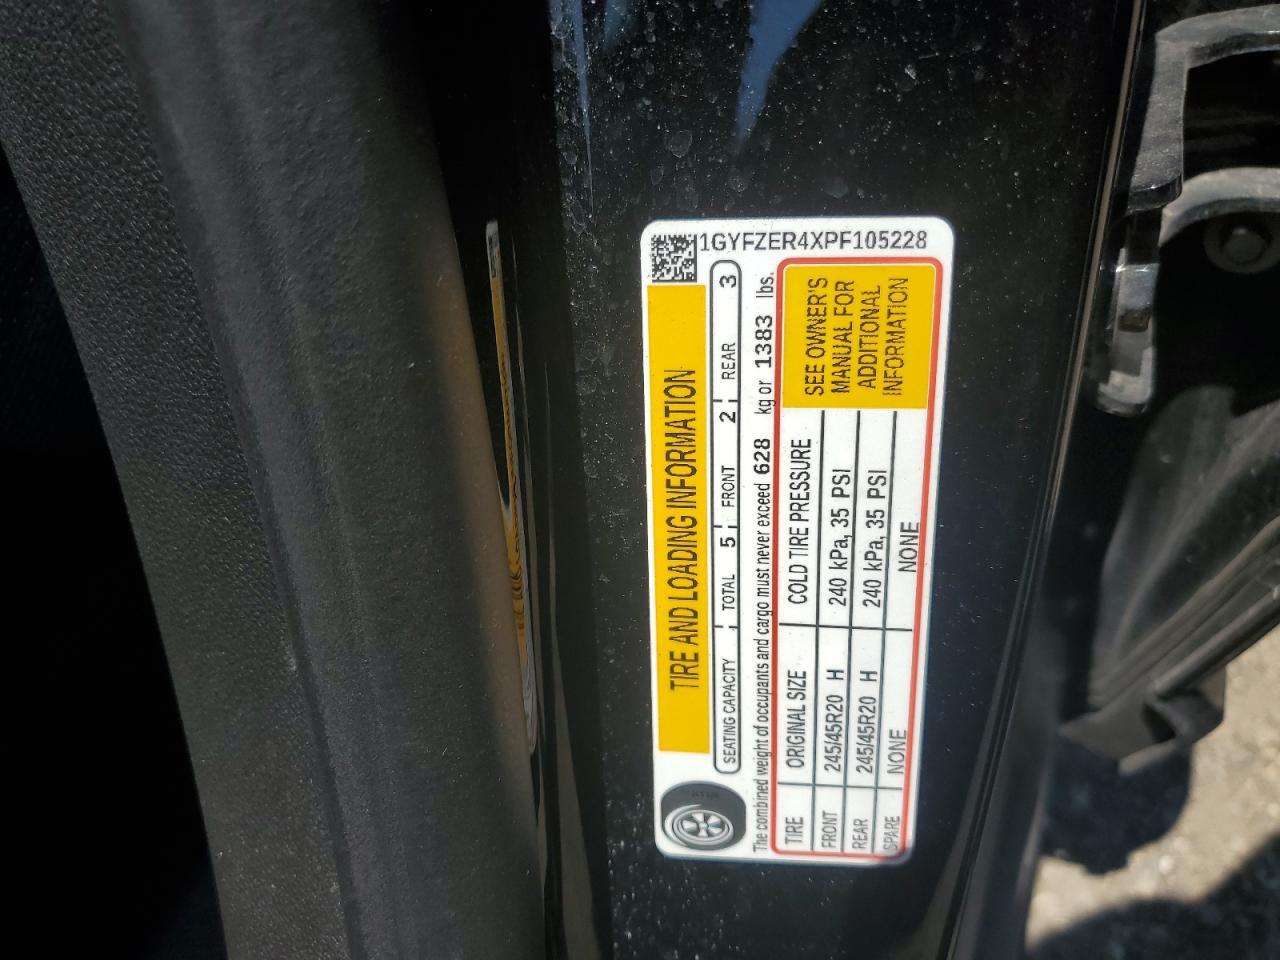 1GYFZER4XPF105228
TIRE AND LOADING INFORMATION
SEATING CAPACITY TOTAL 5 FRONT 2 REAR 3
The combined weight of occupants and cargo must never exceed 628 kg or 1383 lbs.
TIRE ORIGINAL SIZE COLD TIRE PRESSURE
FRONT 245/45R20 H 240 kPa, 35 PSI
REAR 245/45R20 H 240 kPa, 35 PSI
SPARE NONE NONE
SEE OWNER'S
MANUAL FOR
ADDITIONAL
INFORMATION